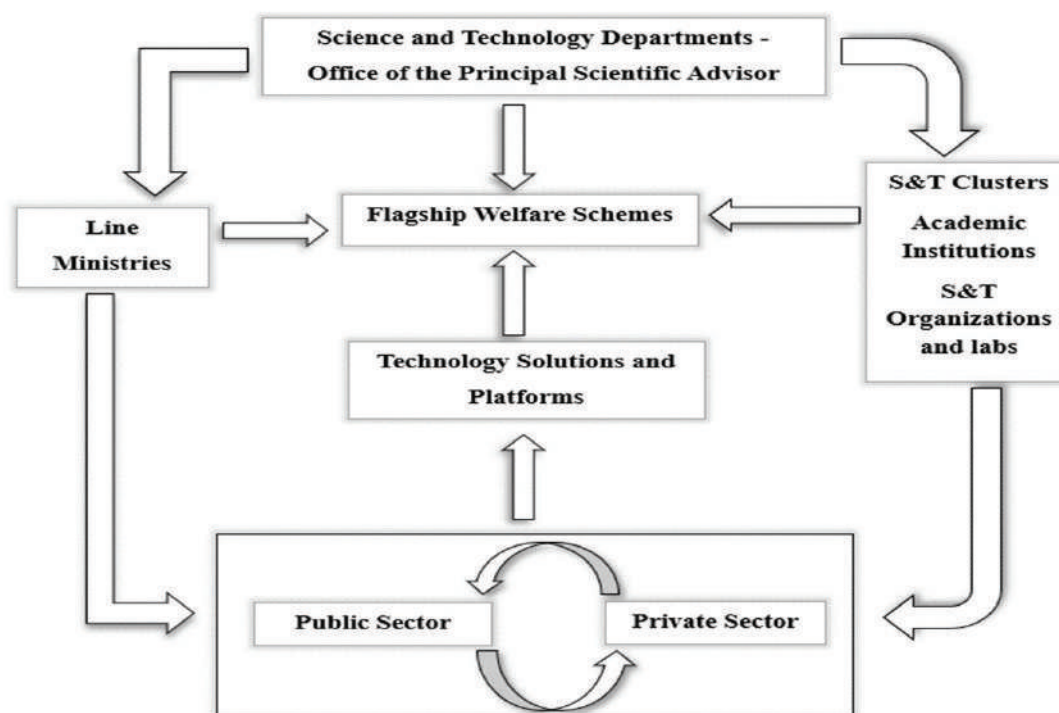 Science and Technology Departments -
Office of the Principal Scientific Advisor
Line
Ministries
Flagship Welfare Schemes
S&T Clusters
Academic
Institutions
S&T
Organizations
and labs
Technology Solutions and
Platforms
Public Sector
Private Sector